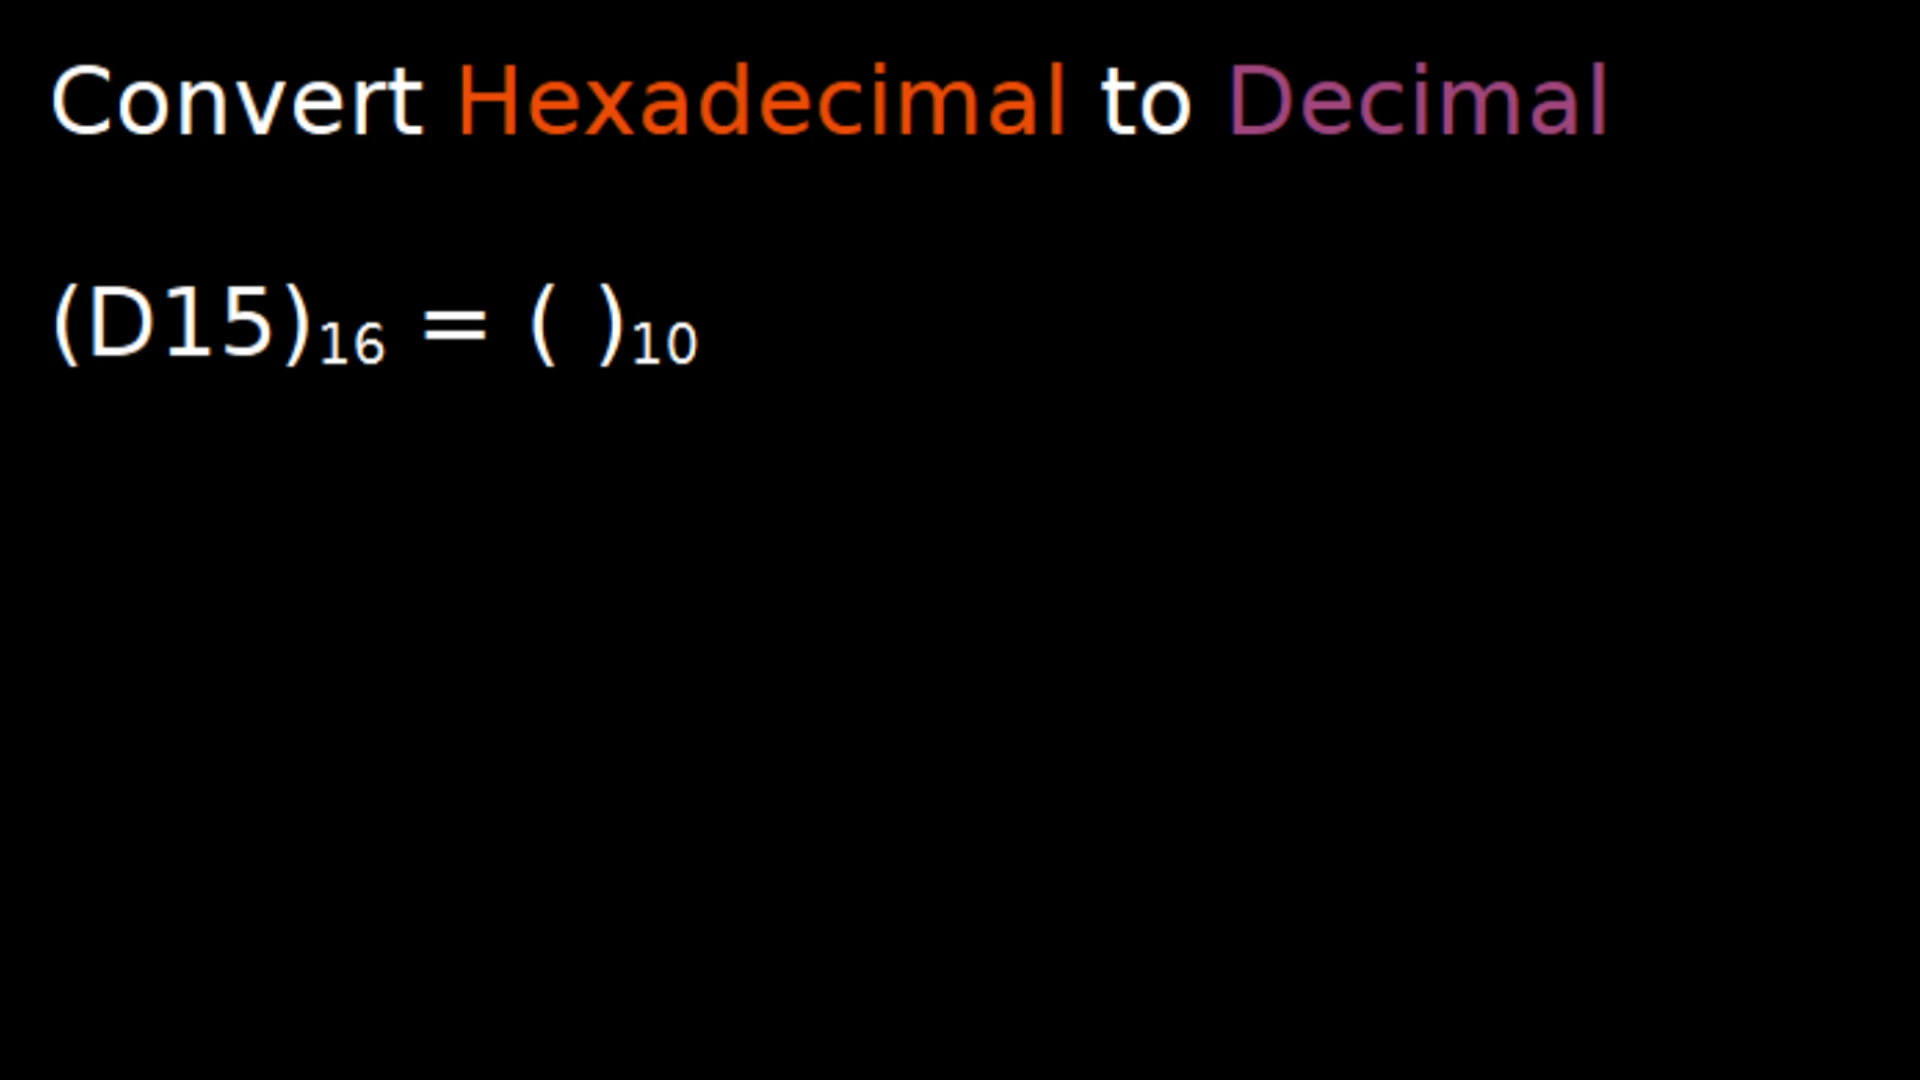 Convert Hexadecimal to Decimal
(D15)₁₆ = ( )₁₀